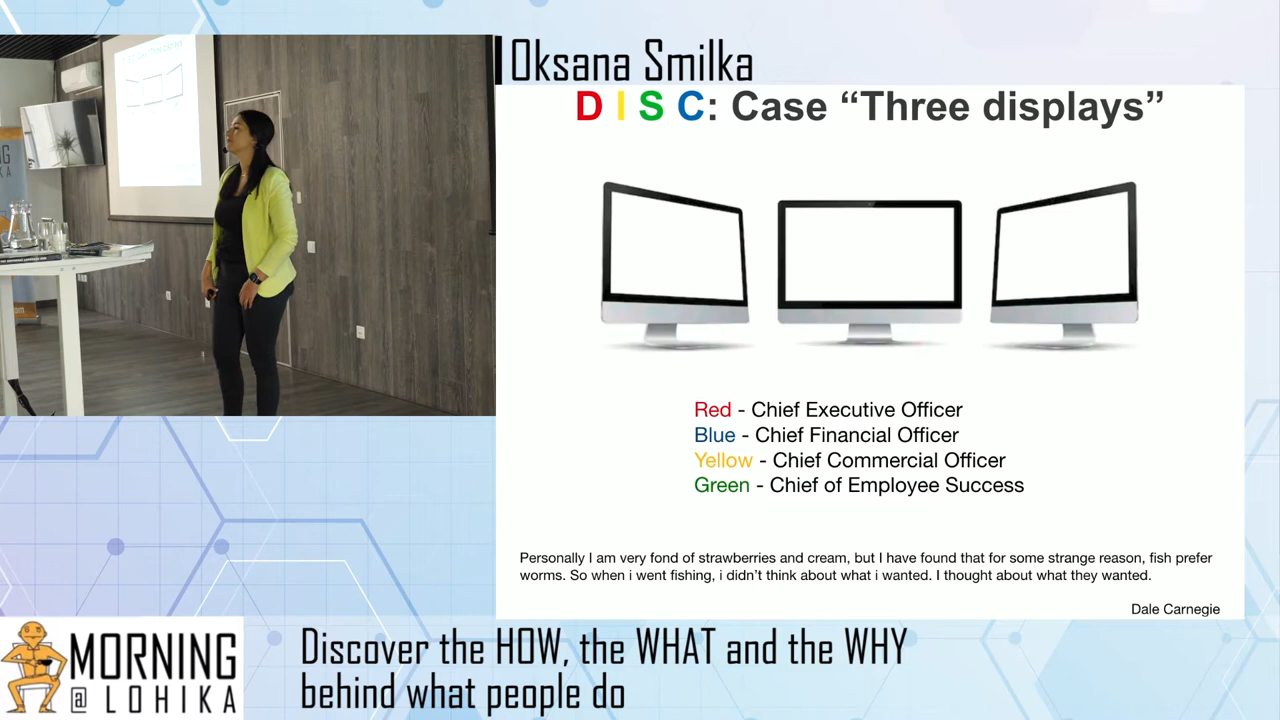 Oksana Smilka
D I S C: Case “Three displays”
Red - Chief Executive Officer
Blue - Chief Financial Officer
Yellow - Chief Commercial Officer
Green - Chief of Employee Success
Personally I am very fond of strawberries and cream, but I have found that for some strange reason, fish prefer
worms. So when i went fishing, i didn’t think about what i wanted. I thought about what they wanted.
Dale Carnegie
MORNING
@ LOHIKA
Discover the HOW, the WHAT and the WHY
behind what people do